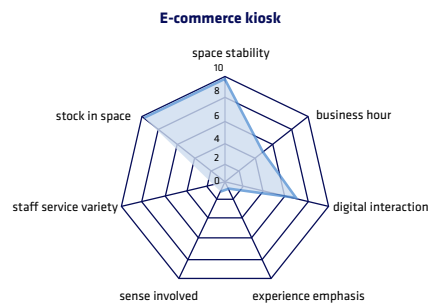 E-commerce kiosk
space stability
10
8
6
4
2
0
business hour
stock in space
staff service variety
digital interaction
sense involved
experience emphasis